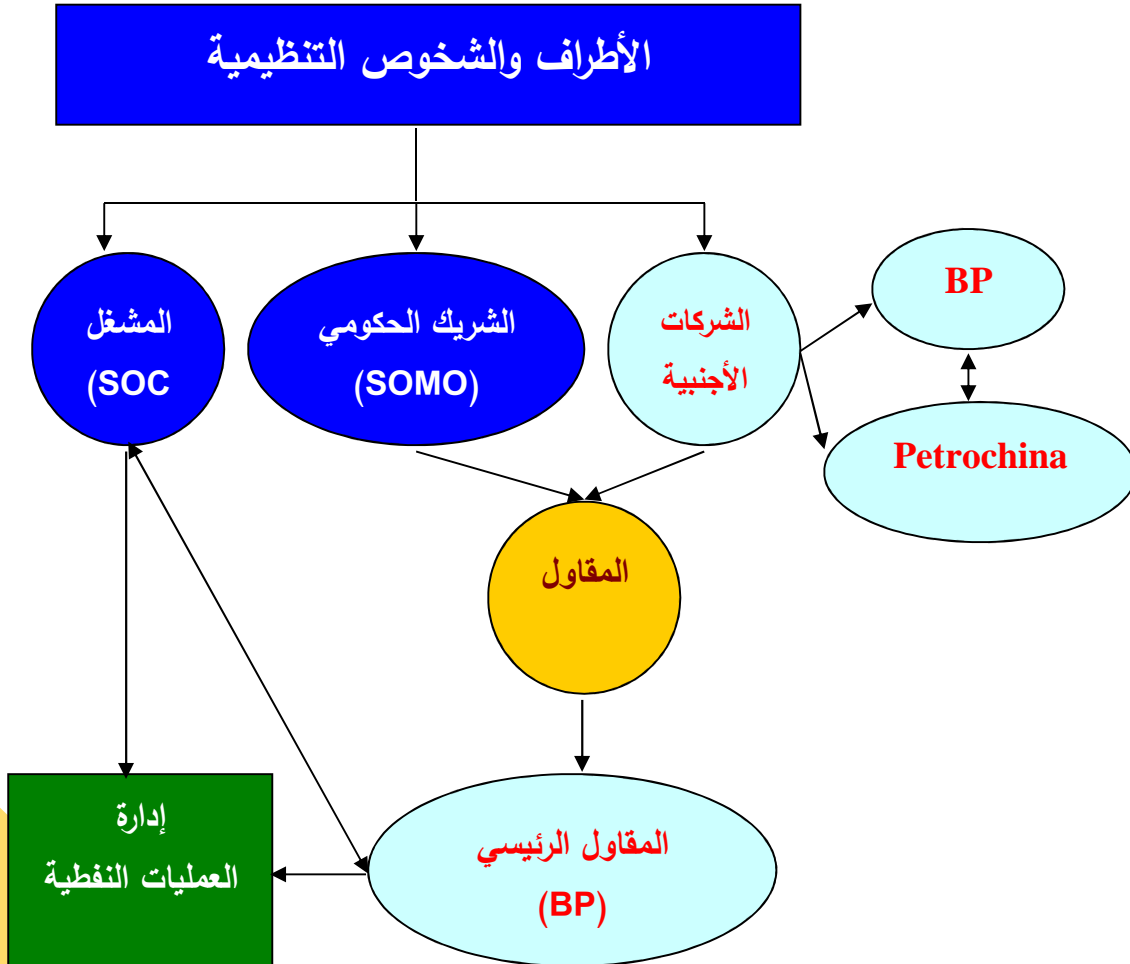 الأطراف والشخوص التنظيمية
المشغل
(SOC
الشريك الحكومي
(SOMO)
الشركات
الأجنبية
BP
Petrochina
المقاول
إدارة
العمليات النفطية
المقاول الرئيسي
(BP)